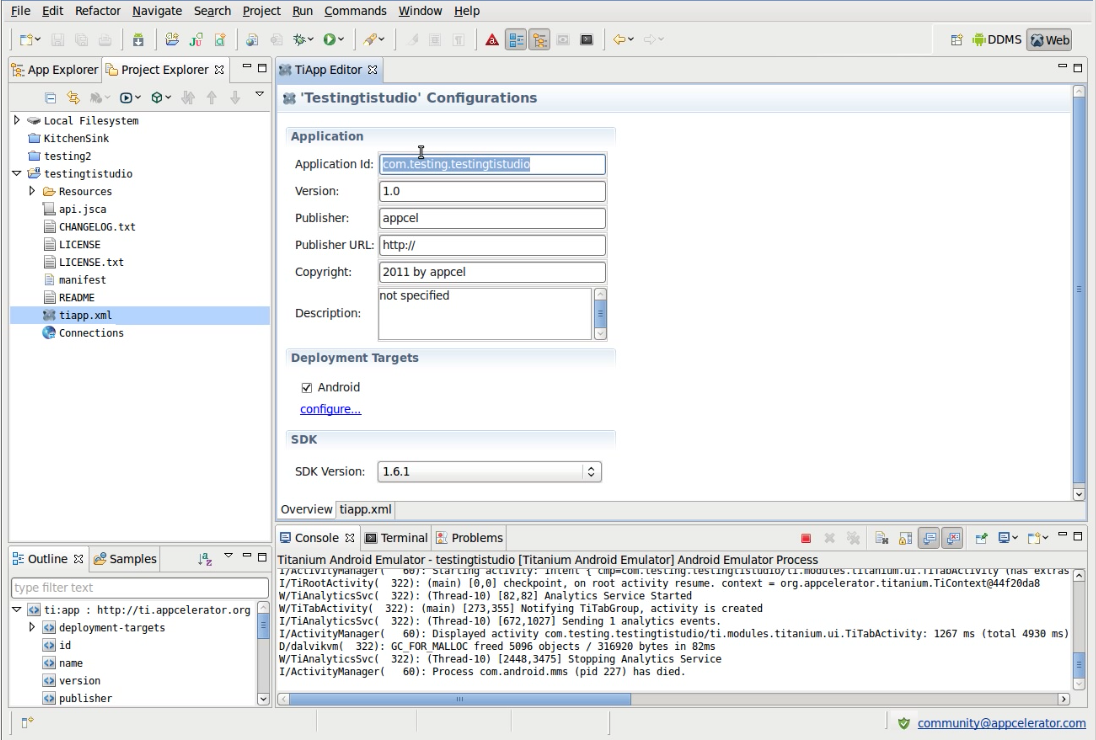 File Edit Refactor Navigate Search Project Run Commands Window Help
DDMS Web
App Explorer Project Explorer
Local Filesystem
KitchenSink
testing2
testingtistudio
Resources
api.jsca
CHANGELOG.txt
LICENSE
LICENSE.txt
manifest
README
tiapp.xml
Connections
TiApp Editor
'Testingtistudio' Configurations
Application
Application Id: com.testing.testingtistudio
Version: 1.0
Publisher: appcel
Publisher URL: http://
Copyright: 2011 by appcel
Description: not specified
Deployment Targets
Android
configure...
SDK
SDK Version: 1.6.1
Overview tiapp.xml
Outline Samples
type filter text
ti:app : http://ti.appcelerator.org
deployment-targets
id
name
version
publisher
Console Terminal Problems
Titanium Android Emulator - testingtistudio [Titanium Android Emulator] Android Emulator Process
I/ActivityManager( 60): Starting activity: Intent { cmp=com.testing.testingtistudio/ti.modules.titanium.ui.TiTabActivity (has extras
I/TiRootActivity( 322): (main) [0,0] checkpoint, on root activity resume. context = org.appcelerator.titanium.TiContext@44f20da8
W/TiAnalyticsSvc( 322): (Thread-10) [82,82] Analytics Service Started
W/TiTabActivity( 322): (main) [273,355] Notifying TiTabGroup, activity is created
I/TiAnalyticsSvc( 322): (Thread-10) [672,1027] Sending 1 analytics events.
I/ActivityManager( 60): Displayed activity com.testing.testingtistudio/ti.modules.titanium.ui.TiTabActivity: 1267 ms (total 4930 ms)
D/dalvikvm( 322): GC_FOR_MALLOC freed 5096 objects / 316920 bytes in 82ms
W/TiAnalyticsSvc( 322): (Thread-10) [2448,3475] Stopping Analytics Service
I/ActivityManager( 60): Process com.android.mms (pid 227) has died.
community@appcelerator.com